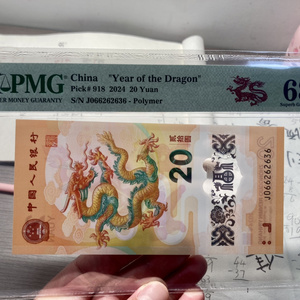 PMG
PAPER MONEY GUARANTY
China "Year of the Dragon"
Pick# 918 2024 20 Yuan
S/N J066262636 - Polymer
中国人民银行
贰拾圆
20
J066262636